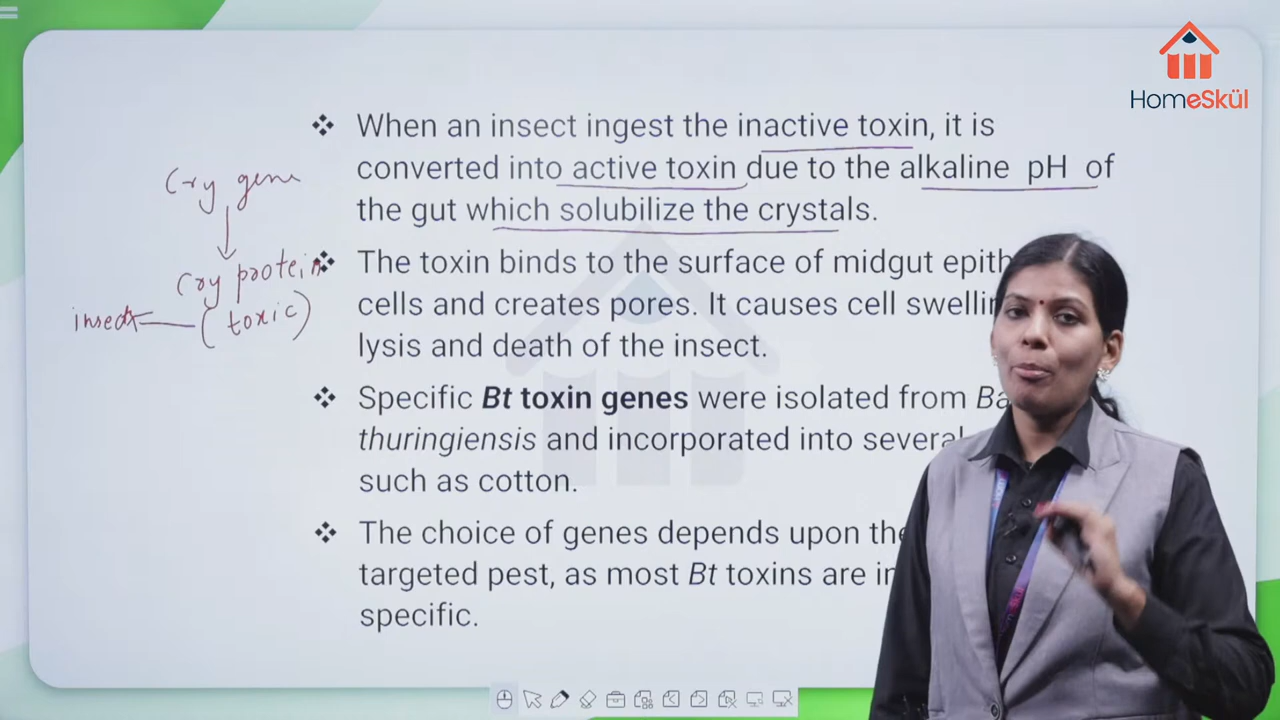 HomeSkül
❖ When an insect ingest the inactive toxin, it is
converted into active toxin due to the alkaline pH of
the gut which solubilize the crystals.
Cry gene
Cry protein
(toxic)
insect
❖ The toxin binds to the surface of midgut epith
cells and creates pores. It causes cell swellin
lysis and death of the insect.
❖ Specific Bt toxin genes were isolated from Ba
thuringiensis and incorporated into several
such as cotton.
❖ The choice of genes depends upon the
targeted pest, as most Bt toxins are in
specific.